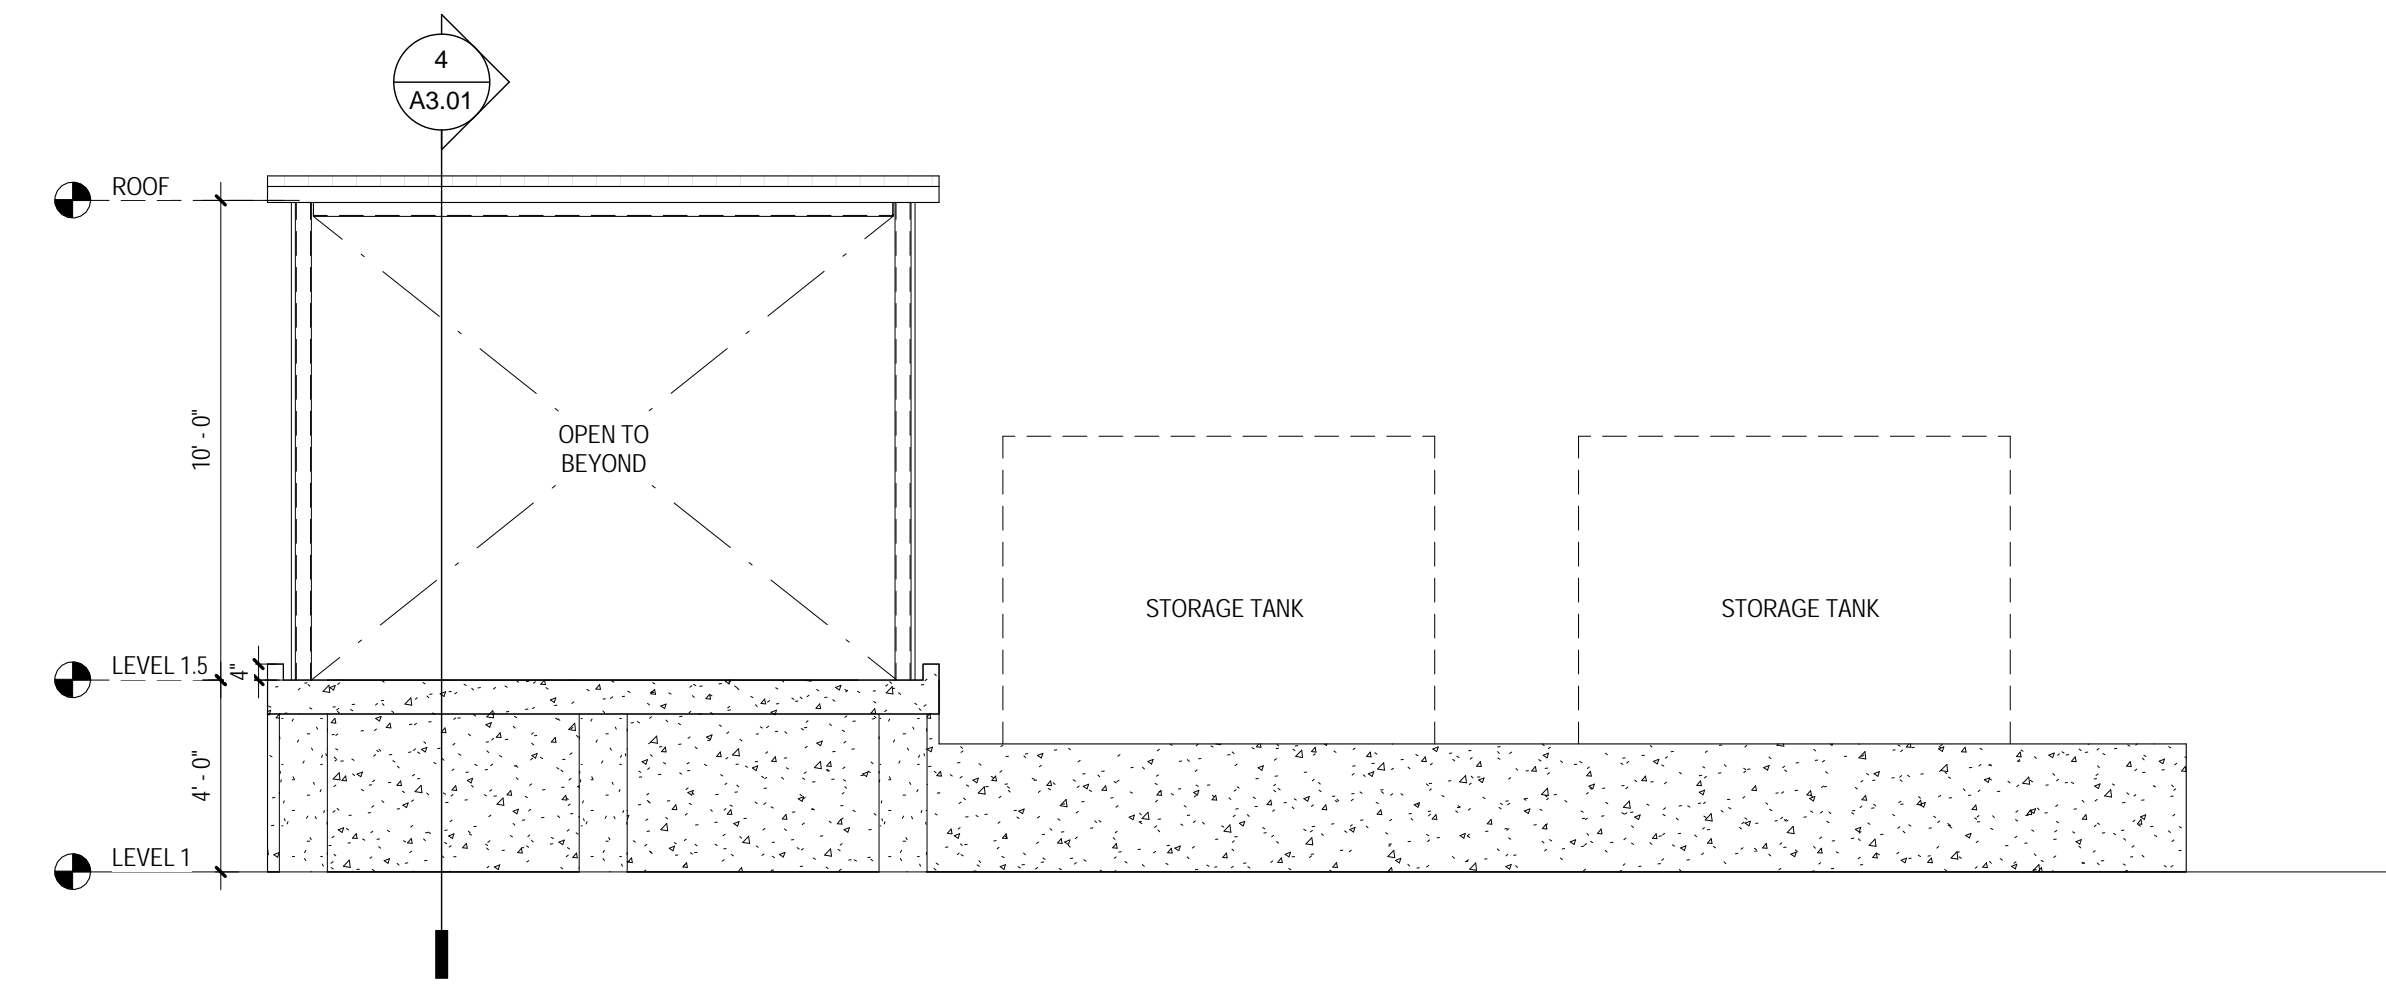 4
A3.01
ROOF
10' - 0"
OPEN TO
BEYOND
STORAGE TANK
STORAGE TANK
LEVEL 1.5
4"
4' - 0"
LEVEL 1